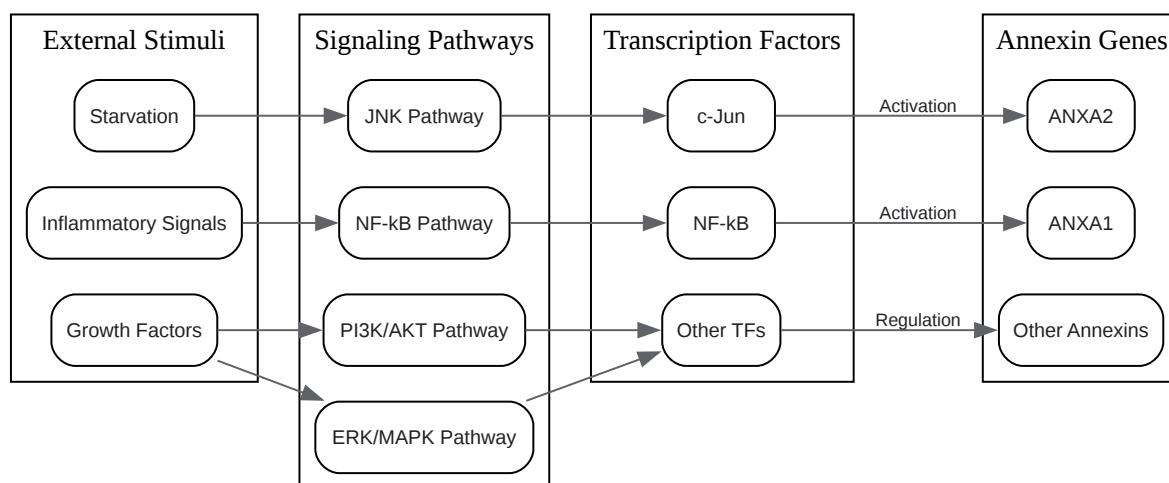 External Stimuli
Signaling Pathways
Transcription Factors
Annexin Genes
Starvation
JNK Pathway
c-Jun
Activation
ANXA2
Inflammatory Signals
NF-kB Pathway
NF-kB
Activation
ANXA1
Growth Factors
PI3K/AKT Pathway
Other TFs
Regulation
Other Annexins
ERK/MAPK Pathway